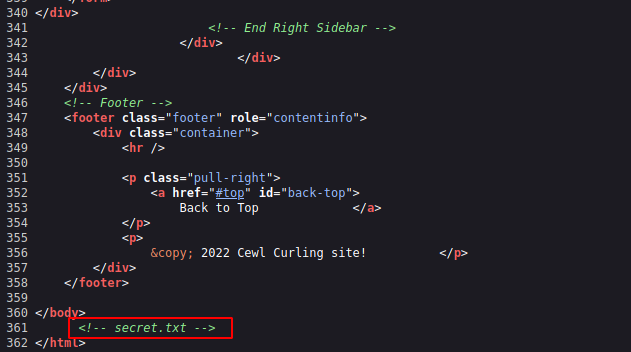 340 </div>
341 <!-- End Right Sidebar -->
342 </div>
343 </div>
344 </div>
345 </div>
346 <!-- Footer -->
347 <footer class="footer" role="contentinfo">
348 <div class="container">
349 <hr />
350
351 <p class="pull-right">
352 <a href="#top" id="back-top">
353 Back to Top </a>
354 </p>
355 <p>
356 &copy; 2022 Cewl Curling site! </p>
357 </div>
358 </footer>
359
360 </body>
361 <!-- secret.txt -->
362 </html>